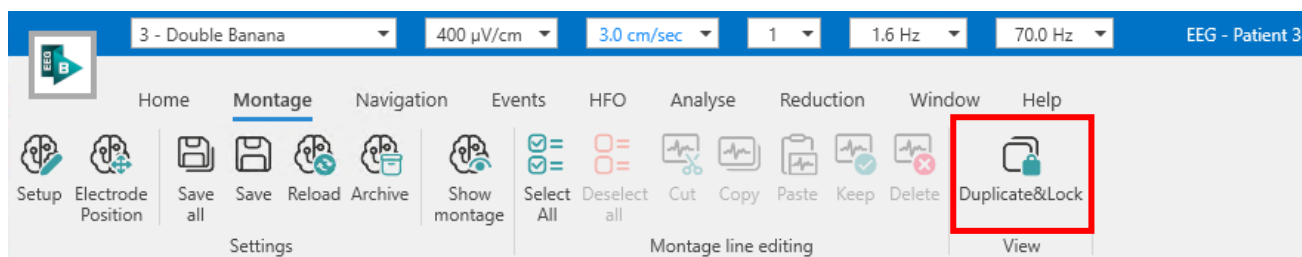 3 - Double Banana 400 µV/cm 3.0 cm/sec 1 1.6 Hz 70.0 Hz EEG - Patient 3
EEG B
Home Montage Navigation Events HFO Analyse Reduction Window Help
Setup Electrode Position Save all Save Reload Archive Show montage Select All Deselect all Cut Copy Paste Keep Delete Duplicate&Lock
Settings Montage line editing View